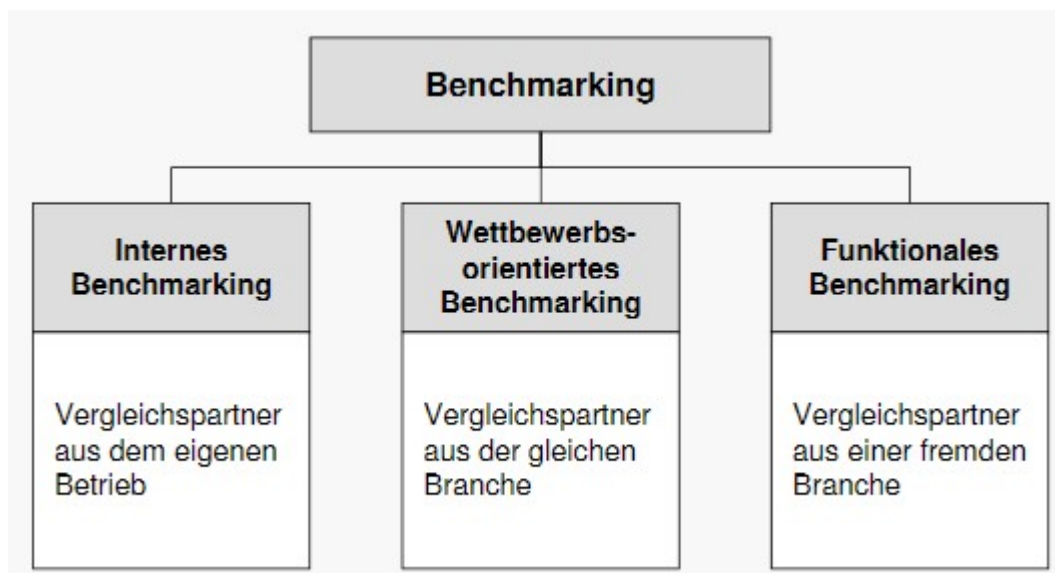 Benchmarking
Internes
Benchmarking
Vergleichspartner
aus dem eigenen
Betrieb
Wettbewerbs-
orientiertes
Benchmarking
Vergleichspartner
aus der gleichen
Branche
Funktionales
Benchmarking
Vergleichspartner
aus einer fremden
Branche